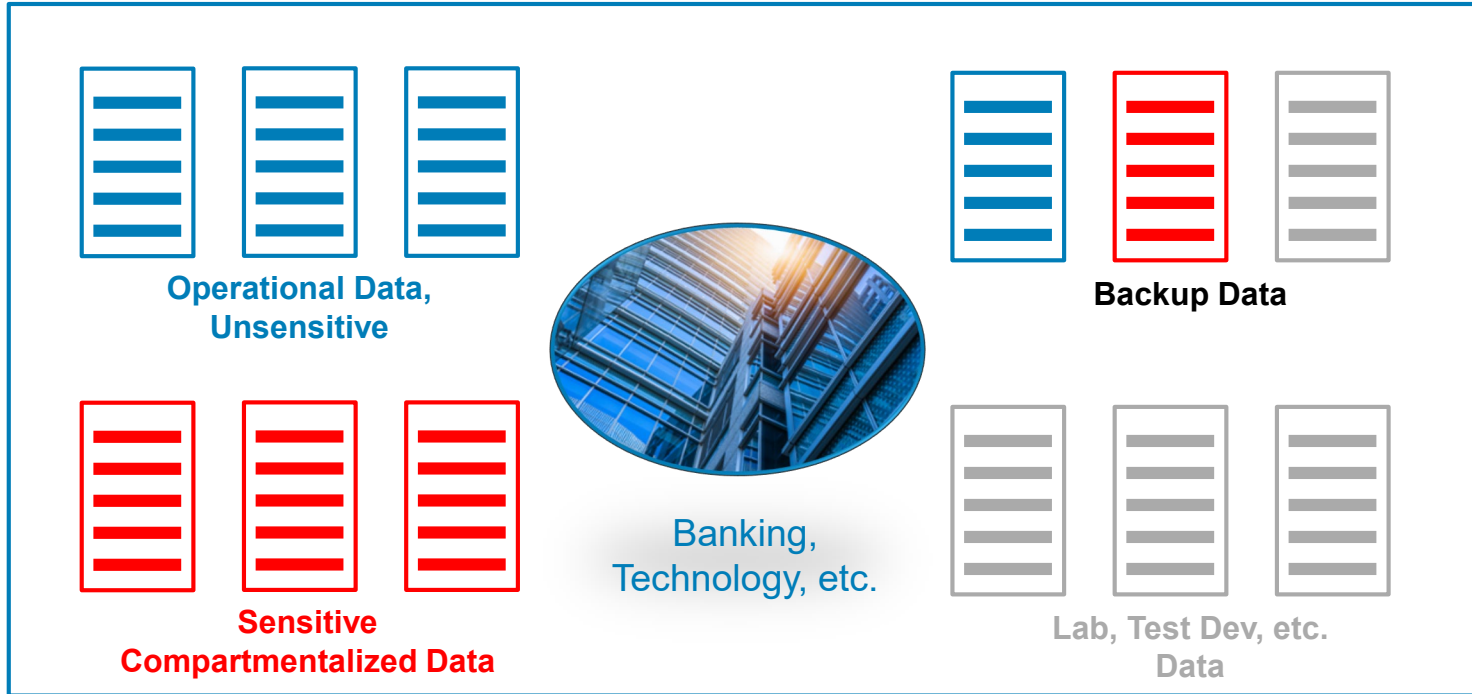 Operational Data,
Unsensitive
Backup Data
Banking,
Technology, etc.
Sensitive
Compartmentalized Data
Lab, Test Dev, etc.
Data